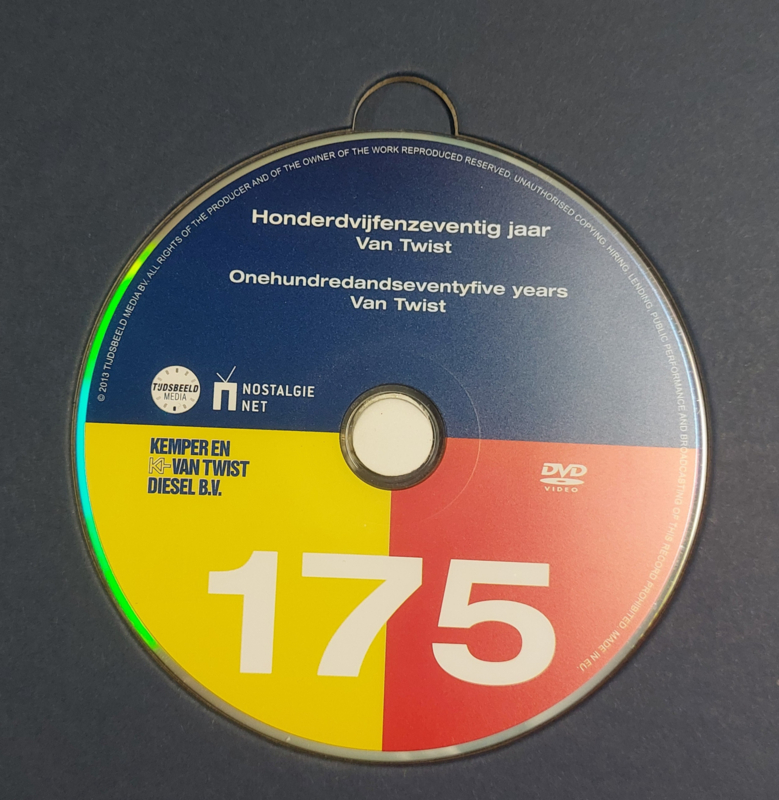 © 2013 TIJDSBEELD MEDIA BV. ALL RIGHTS OF THE PRODUCER AND OF THE OWNER OF THE WORK REPRODUCED RESERVED. UNAUTHORISED COPYING, HIRING, LENDING, PUBLIC PERFORMANCE AND BROADCASTING OF THIS RECORD PROHIBITED. MADE IN EU.
Honderdvijfenzeventig jaar
Van Twist
Onehundredandseventyfive years
Van Twist
TIJDSBEELD
MEDIA
NOSTALGIE
NET
KEMPER EN
VAN TWIST
DIESEL B.V.
DVD
VIDEO
175